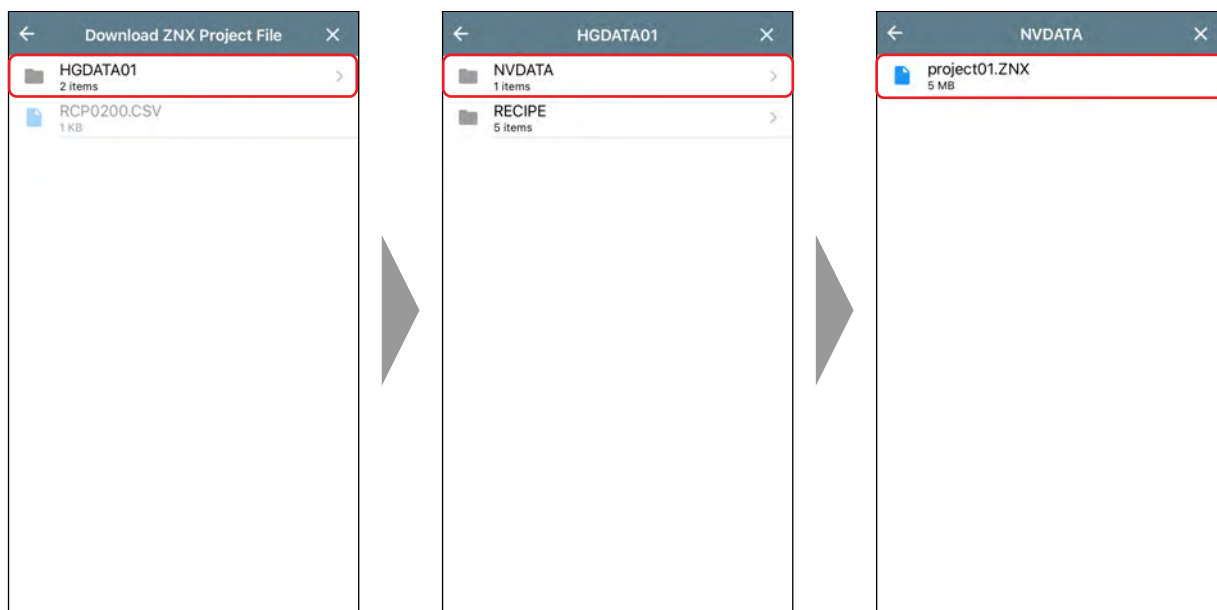 Download ZNX Project File
HGDATA01
2 items
RCP0200.CSV
1 KB
HGDATA01
NVDATA
1 items
RECIPE
5 items
NVDATA
project01.ZNX
5 MB